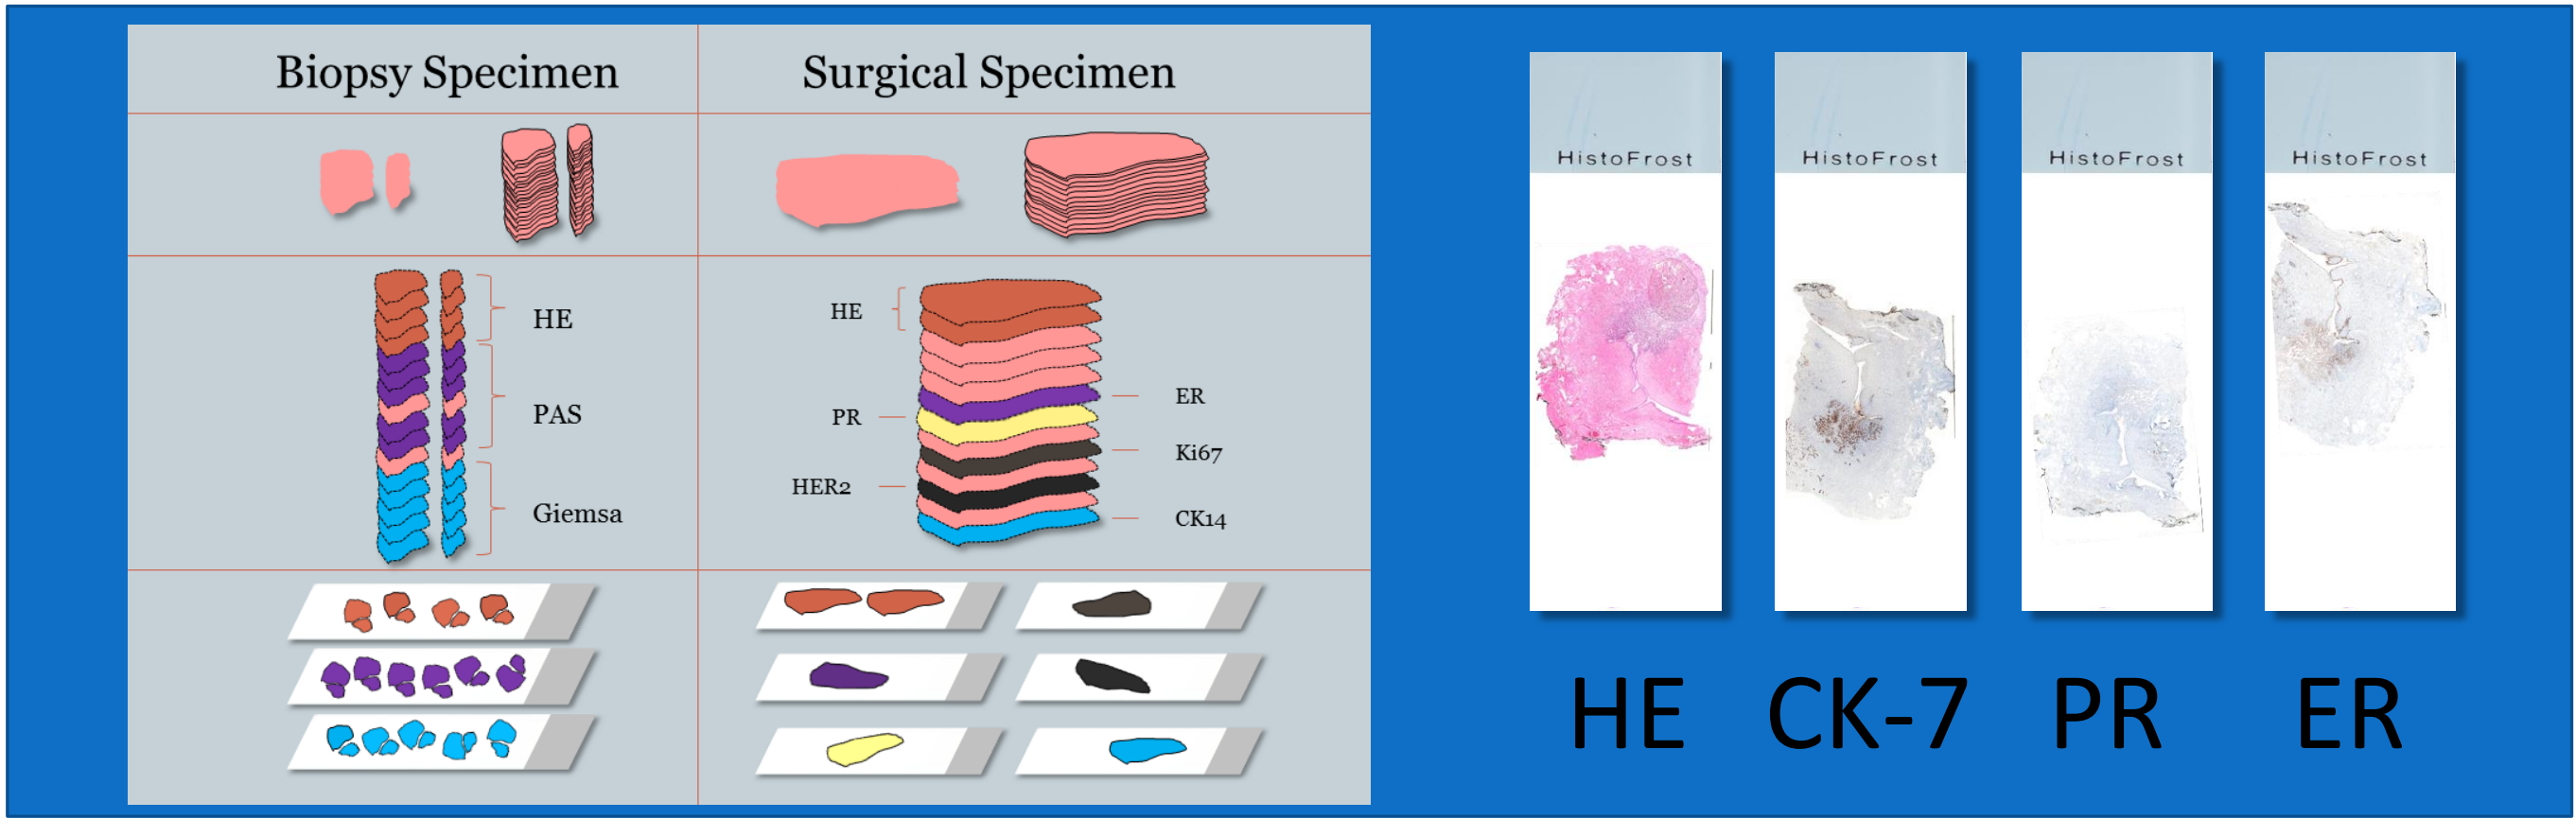 Biopsy Specimen
Surgical Specimen
HE
PAS
Giemsa
HE
PR
HER2
ER
Ki67
CK14
HistoFrost
HistoFrost
HistoFrost
HistoFrost
HE
CK-7
PR
ER